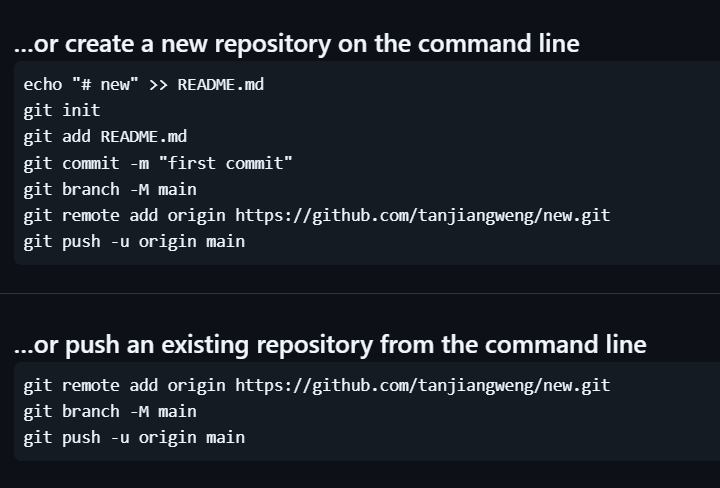 ...or create a new repository on the command line
echo "# new" >> README.md
git init
git add README.md
git commit -m "first commit"
git branch -M main
git remote add origin https://github.com/tanjiangweng/new.git
git push -u origin main
...or push an existing repository from the command line
git remote add origin https://github.com/tanjiangweng/new.git
git branch -M main
git push -u origin main